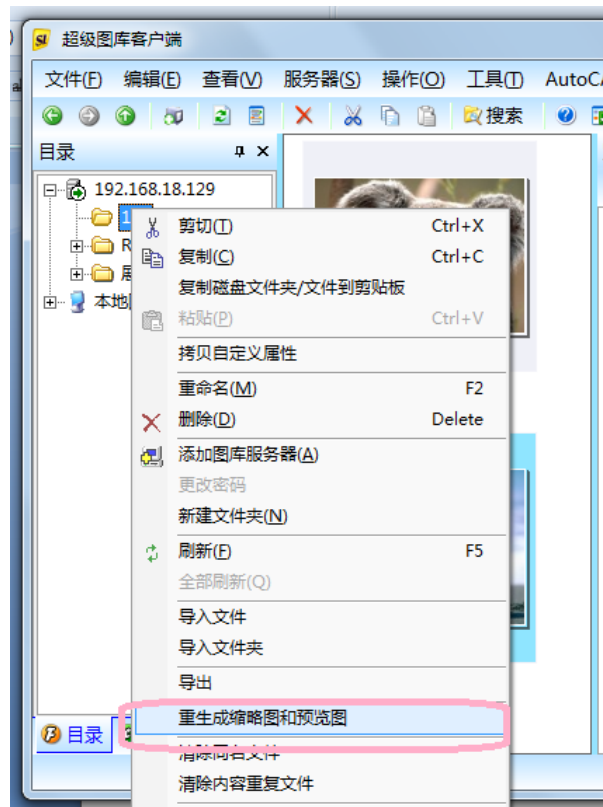 超级图库客户端
文件(F) 编辑(E) 查看(V) 服务器(S) 操作(O) 工具(T)
搜索
目录
192.168.18.129
剪切(T) Ctrl+X
复制(C) Ctrl+C
复制磁盘文件夹/文件到剪贴板
本地
粘贴(P) Ctrl+V
拷贝自定义属性
重命名(M) F2
删除(D) Delete
添加图库服务器(A)
更改密码
新建文件夹(N)
刷新(F) F5
全部刷新(Q)
导入文件
导入文件夹
导出
重生成缩略图和预览图
目录
清除同名文件
清除内容重复文件